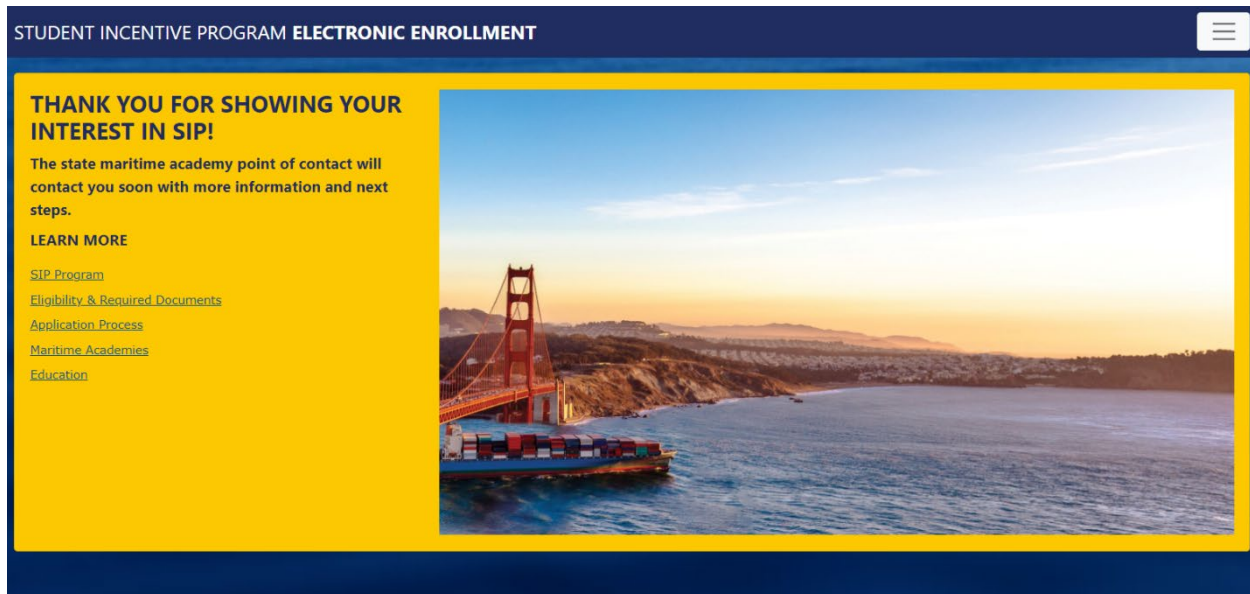 STUDENT INCENTIVE PROGRAM ELECTRONIC ENROLLMENT
THANK YOU FOR SHOWING YOUR
INTEREST IN SIP!
The state maritime academy point of contact will
contact you soon with more information and next
steps.
LEARN MORE
SIP Program
Eligibility & Required Documents
Application Process
Maritime Academies
Education